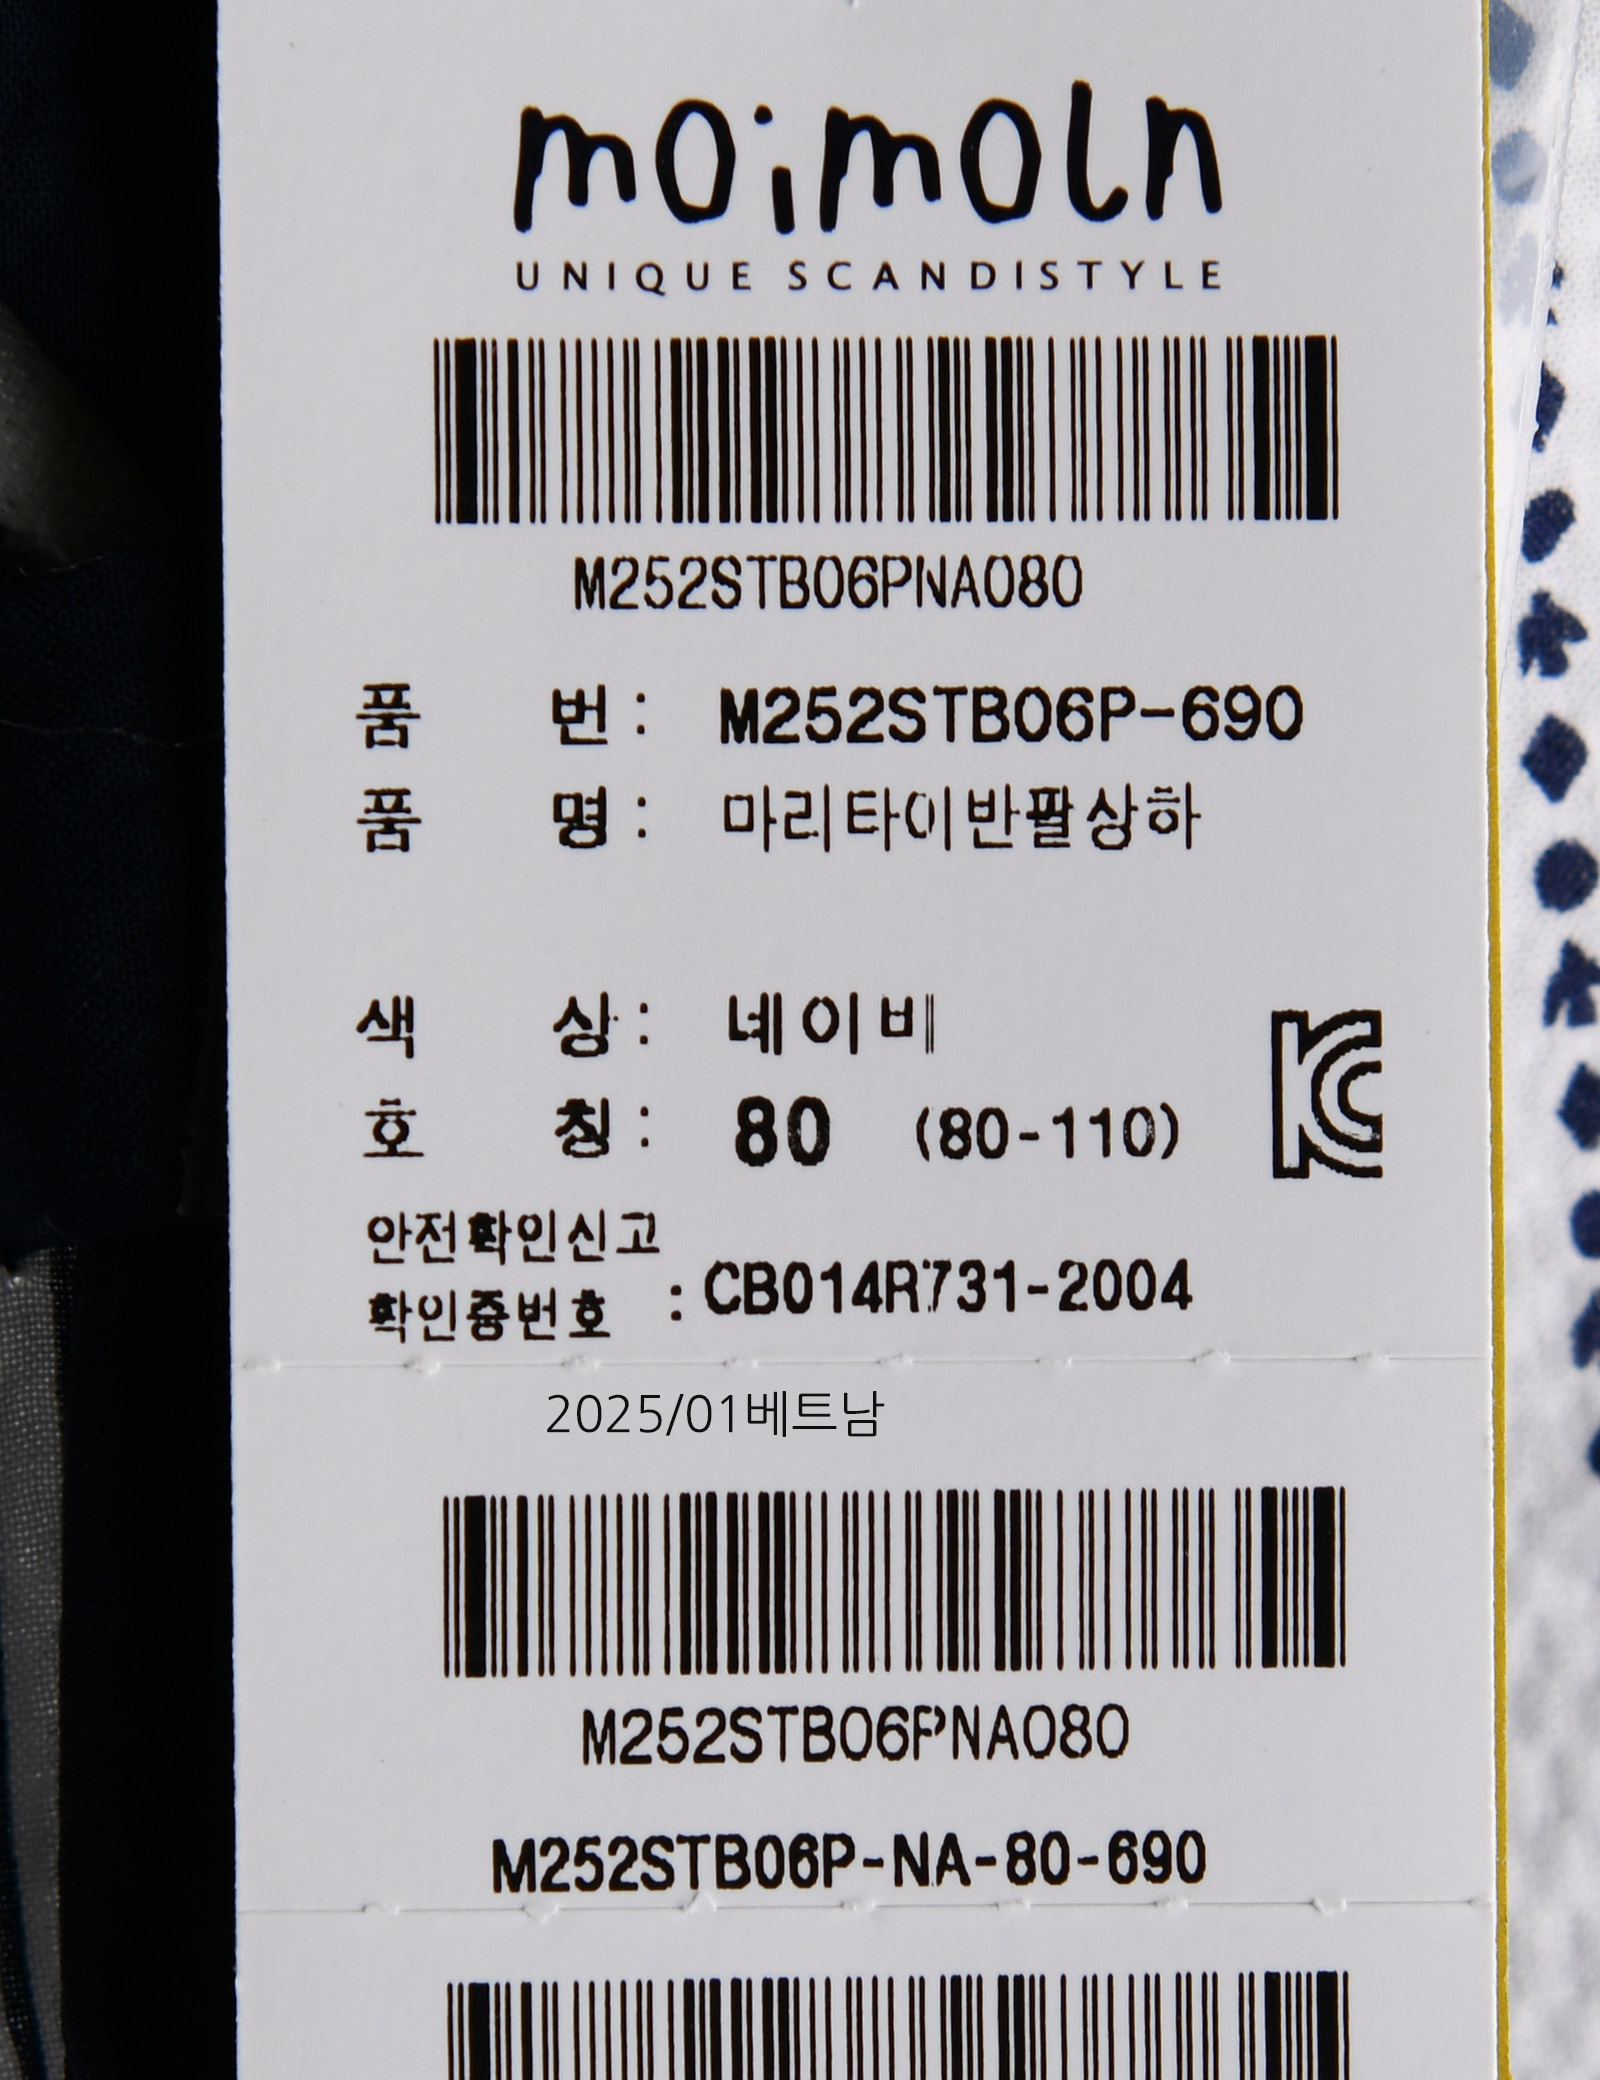 moimoln
UNIQUE SCANDISTYLE
M252STB06PNA080
품 번 : M252STB06P-690
품 명 : 마리타이반팔상하
색 상 : 네이비
호 칭 : 80 (80-110)
안전확인신고
확인증번호 : CB014R731-2004
2025/01베트남
M252STB06PNA080
M252STB06P-NA-80-690